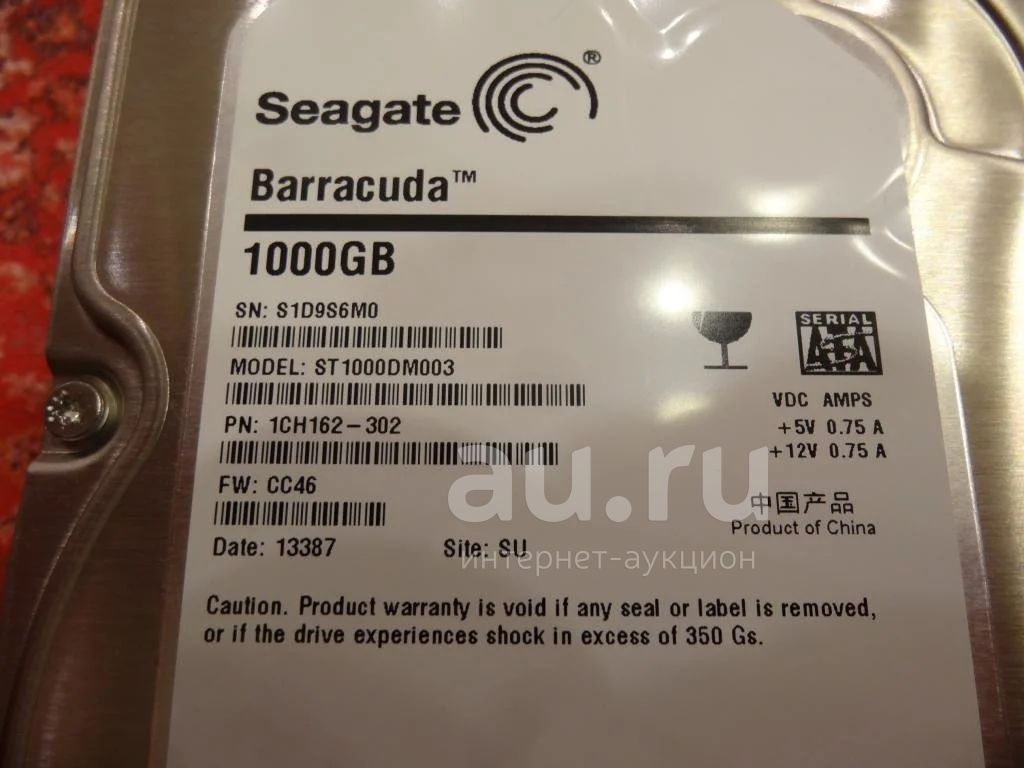 Seagate ®
Barracuda™
1000GB
SN: S1D9S6M0
MODEL: ST1000DM003
PN: 1CH162-302
FW: CC46
Date: 13387 Site: SU
SERIAL
ATA
VDC AMPS
+5V 0.75 A
+12V 0.75 A
中国产品
Product of China
au.ru
интернет-аукцион
Caution. Product warranty is void if any seal or label is removed,
or if the drive experiences shock in excess of 350 Gs.